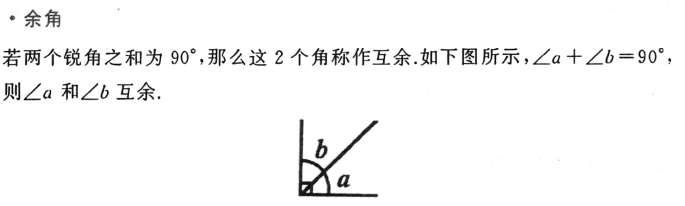 • 余角
若两个锐角之和为 90°,那么这 2 个角称作互余.如下图所示,∠a+∠b=90°,
则∠a 和∠b 互余.
b
a